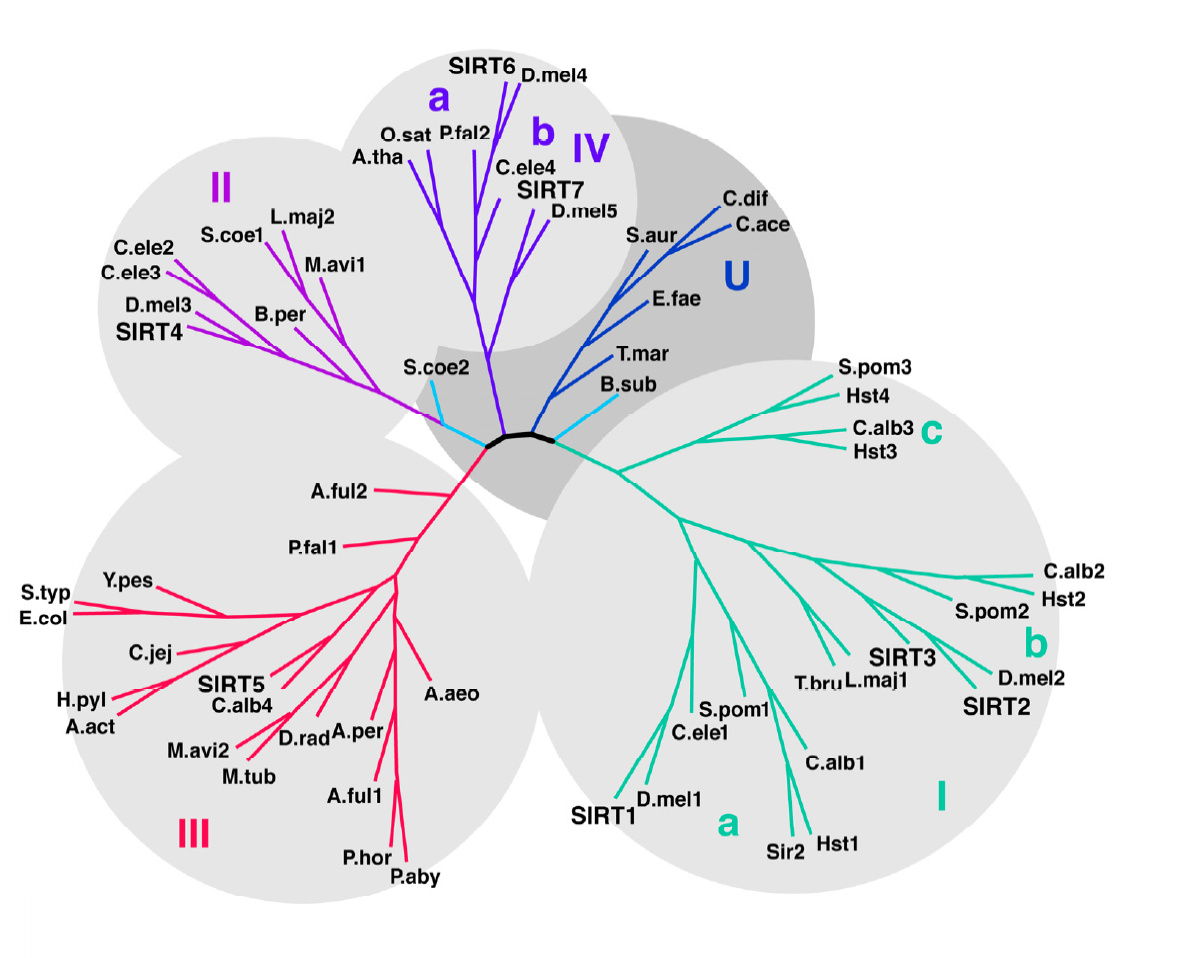 SIRT6 D.mel4
a
O.sat P.fal2 b IV
A.tha
C.ele4
SIRT7
D.mel5
II
L.maj2
S.coe1
C.ele2
C.ele3
M.avi1
D.mel3
B.per
SIRT4
C.dif
C.ace
S.aur
U
E.fae
T.mar
S.coe2
B.sub
S.pom3
Hst4
C.alb3 c
Hst3
A.ful2
P.fal1
Y.pes
S.typ
E.col
C.jej
SIRT5
H.pyl
C.alb4
A.act
A.aeo
D.rad A.per
M.avi2
M.tub
A.ful1
III
P.hor
P.aby
C.alb2
Hst2
S.pom2
b
SIRT3
T.bru L.maj1
D.mel2
SIRT2
S.pom1
C.ele1
C.alb1
I
D.mel1
SIRT1
a
Sir2 Hst1